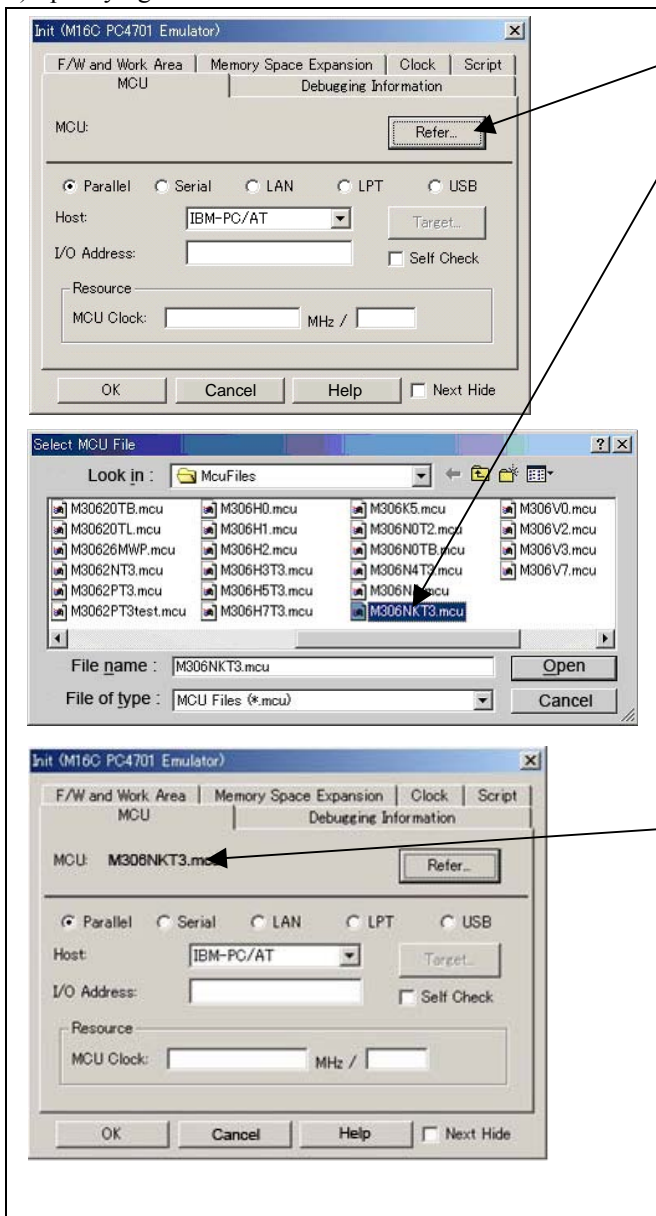 Init (M16C PC4701 Emulator)
F/W and Work Area Memory Space Expansion Clock Script
MCU Debugging Information
MCU: Refer...
Parallel Serial LAN LPT USB
Host: IBM-PC/AT Target...
I/O Address: Self Check
Resource
MCU Clock: MHz /
OK Cancel Help Next Hide
Select MCU File
Look in : McuFiles
M30620TB.mcu M306H0.mcu M306K5.mcu M306V0.mcu
M30620TL.mcu M306H1.mcu M306N0T2.mcu M306V2.mcu
M30626MWP.mcu M306H2.mcu M306N0TB.mcu M306V3.mcu
M3062NT3.mcu M306H3T3.mcu M306N4T3.mcu M306V7.mcu
M3062PT3.mcu M306H5T3.mcu
M3062PT3test.mcu M306H7T3.mcu M306NKT3.mcu
File name : M306NKT3.mcu Open
File of type : MCU Files (*.mcu) Cancel
Init (M16C PC4701 Emulator)
F/W and Work Area Memory Space Expansion Clock Script
MCU Debugging Information
MCU: M306NKT3.mcu Refer...
Parallel Serial LAN LPT USB
Host: IBM-PC/AT Target...
I/O Address: Self Check
Resource
MCU Clock: MHz /
OK Cancel Help Next Hide